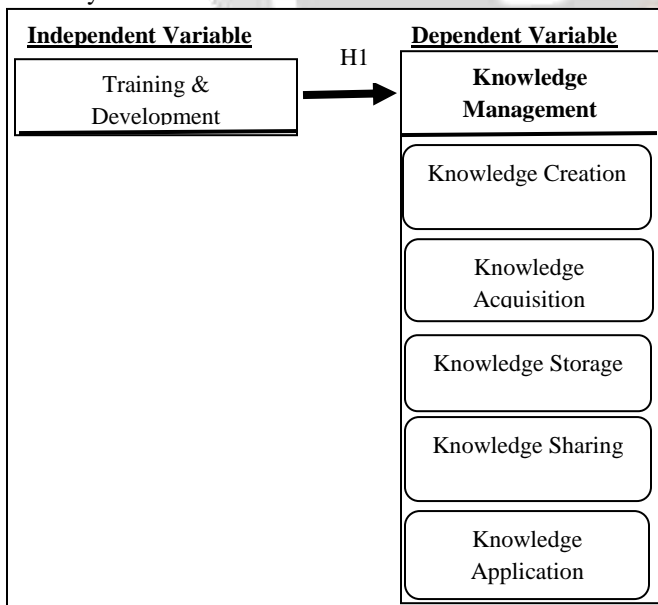 Independent Variable
Training &
Development
H1
Dependent Variable
Knowledge
Management
Knowledge Creation
Knowledge
Acquisition
Knowledge Storage
Knowledge Sharing
Knowledge
Application